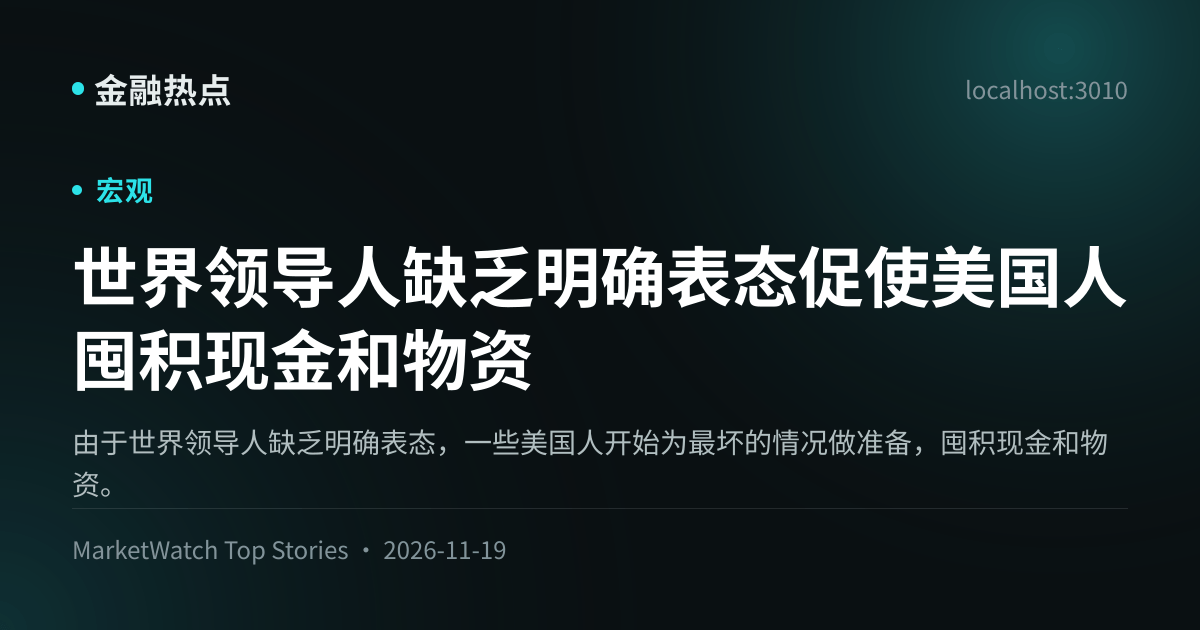 金融热点
localhost:3010
宏观
世界领导人缺乏明确表态促使美国人
囤积现金和物资
由于世界领导人缺乏明确表态，一些美国人开始为最坏的情况做准备，囤积现金和物
资。
MarketWatch Top Stories • 2026-11-19